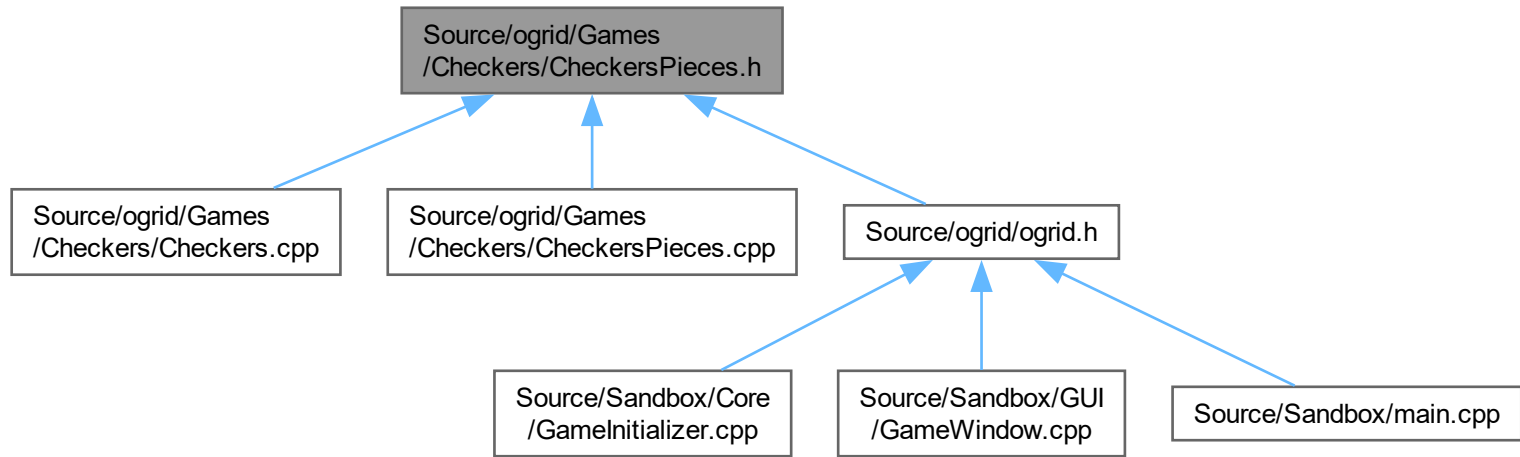 Source/ogrid/Games
/Checkers/CheckersPieces.h
Source/ogrid/Games
/Checkers/Checkers.cpp
Source/ogrid/Games
/Checkers/CheckersPieces.cpp
Source/ogrid/ogrid.h
Source/Sandbox/Core
/GameInitializer.cpp
Source/Sandbox/GUI
/GameWindow.cpp
Source/Sandbox/main.cpp